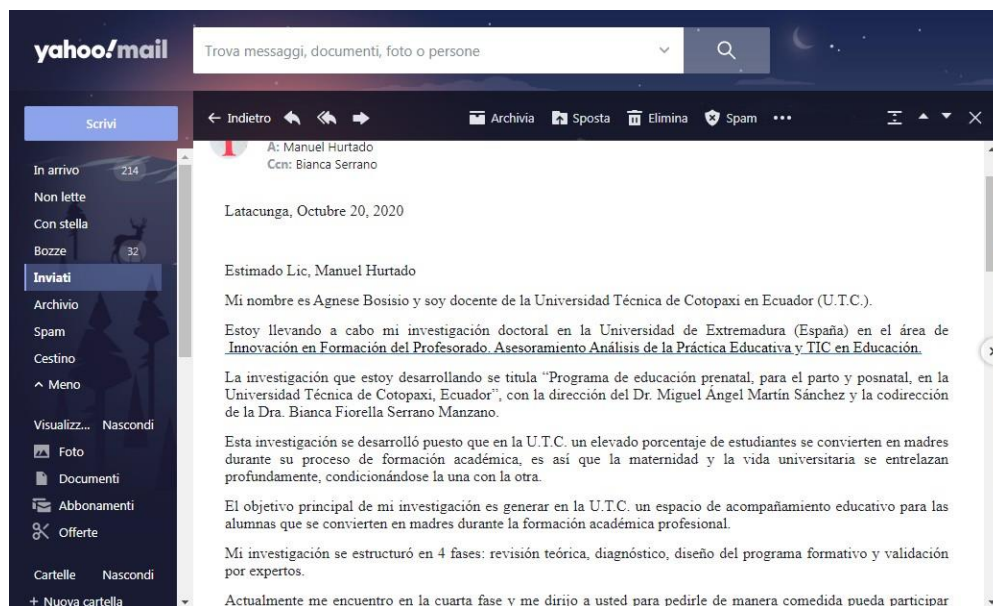 yahoo!mail
Trova messaggi, documenti, foto o persone
Scrivi
Indietro
Archivia
Sposta
Elimina
Spam
In arrivo 214
Non lette
Con stella
Bozze 32
Inviati
Archivio
Spam
Cestino
Meno
Visualizz... Nascondi
Foto
Documenti
Abbonamenti
Offerte
Cartelle Nascondi
+ Nuova cartella
A: Manuel Hurtado
Ccn: Bianca Serrano
Latacunga, Octubre 20, 2020
Estimado Lic, Manuel Hurtado
Mi nombre es Agnese Bosisio y soy docente de la Universidad Técnica de Cotopaxi en Ecuador (U.T.C.).
Estoy llevando a cabo mi investigación doctoral en la Universidad de Extremadura (España) en el área de
Innovación en Formación del Profesorado. Asesoramiento Análisis de la Práctica Educativa y TIC en Educación.
La investigación que estoy desarrollando se titula “Programa de educación prenatal, para el parto y posnatal, en la
Universidad Técnica de Cotopaxi, Ecuador”, con la dirección del Dr. Miguel Ángel Martín Sánchez y la codirección
de la Dra. Bianca Fiorella Serrano Manzano.
Esta investigación se desarrolló puesto que en la U.T.C. un elevado porcentaje de estudiantes se convierten en madres
durante su proceso de formación académica, es así que la maternidad y la vida universitaria se entrelazan
profundamente, condicionándose la una con la otra.
El objetivo principal de mi investigación es generar en la U.T.C. un espacio de acompañamiento educativo para las
alumnas que se convierten en madres durante la formación académica profesional.
Mi investigación se estructuró en 4 fases: revisión teórica, diagnóstico, diseño del programa formativo y validación
por expertos.
Actualmente me encuentro en la cuarta fase y me dirijo a usted para pedirle de manera comedida pueda participar